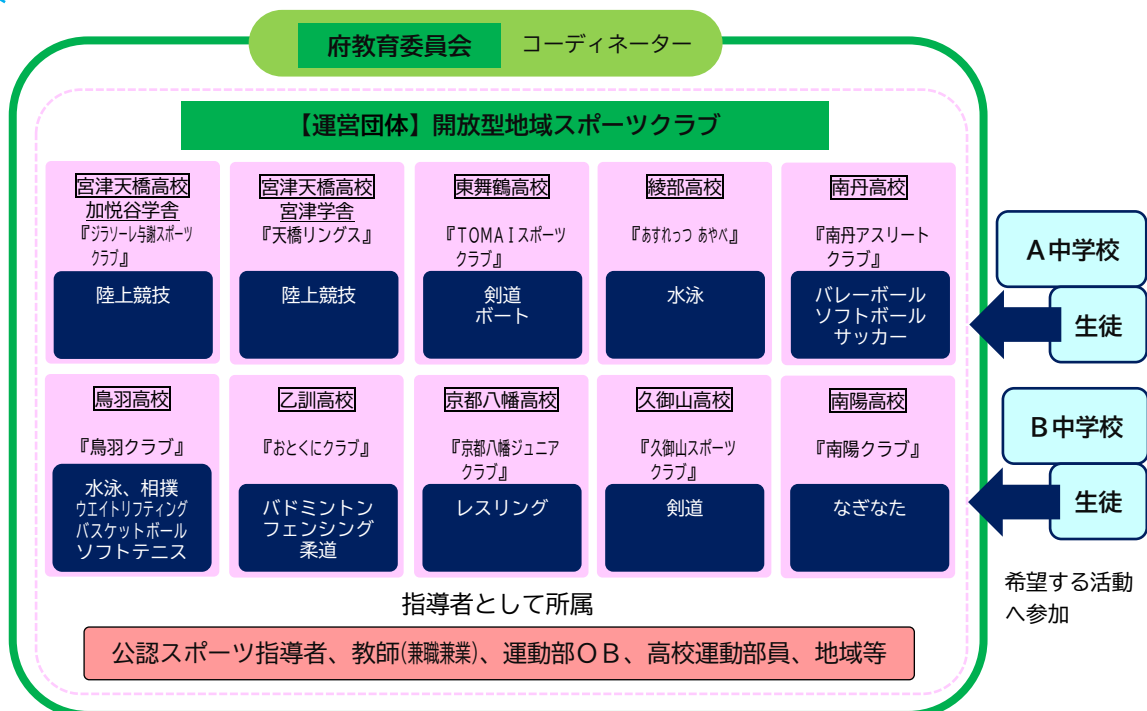 府教育委員会 コーディネーター
【運営団体】開放型地域スポーツクラブ
宮津天橋高校
加悦谷学舎
『ジラソーレ与謝スポーツ
クラブ』
陸上競技
宮津天橋高校
宮津学舎
『天橋リングス』
陸上競技
東舞鶴高校
『TOMAIスポーツ
クラブ』
剣道
ボート
綾部高校
『あすれっつ あやべ』
水泳
南丹高校
『南丹アスリート
クラブ』
バレーボール
ソフトボール
サッカー
鳥羽高校
『鳥羽クラブ』
水泳、相撲
ウエイトリフティング
バスケットボール
ソフトテニス
乙訓高校
『おとくにクラブ』
バドミントン
フェンシング
柔道
京都八幡高校
『京都八幡ジュニア
クラブ』
レスリング
久御山高校
『久御山スポーツ
クラブ』
剣道
南陽高校
『南陽クラブ』
なぎなた
A中学校
生徒
B中学校
生徒
希望する活動
へ参加
指導者として所属
公認スポーツ指導者、教師(兼職兼業)、運動部OB、高校運動部員、地域等